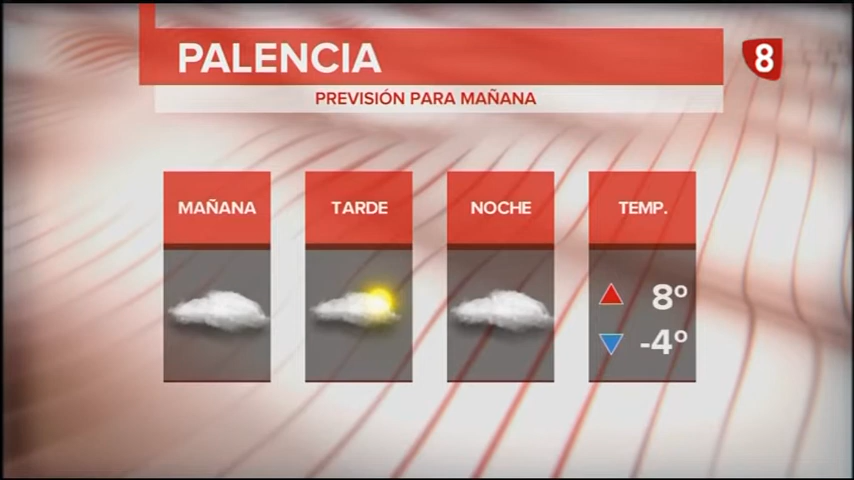 PALENCIA
8
PREVISIÓN PARA MAÑANA
MAÑANA
TARDE
NOCHE
TEMP.
8º
-4º